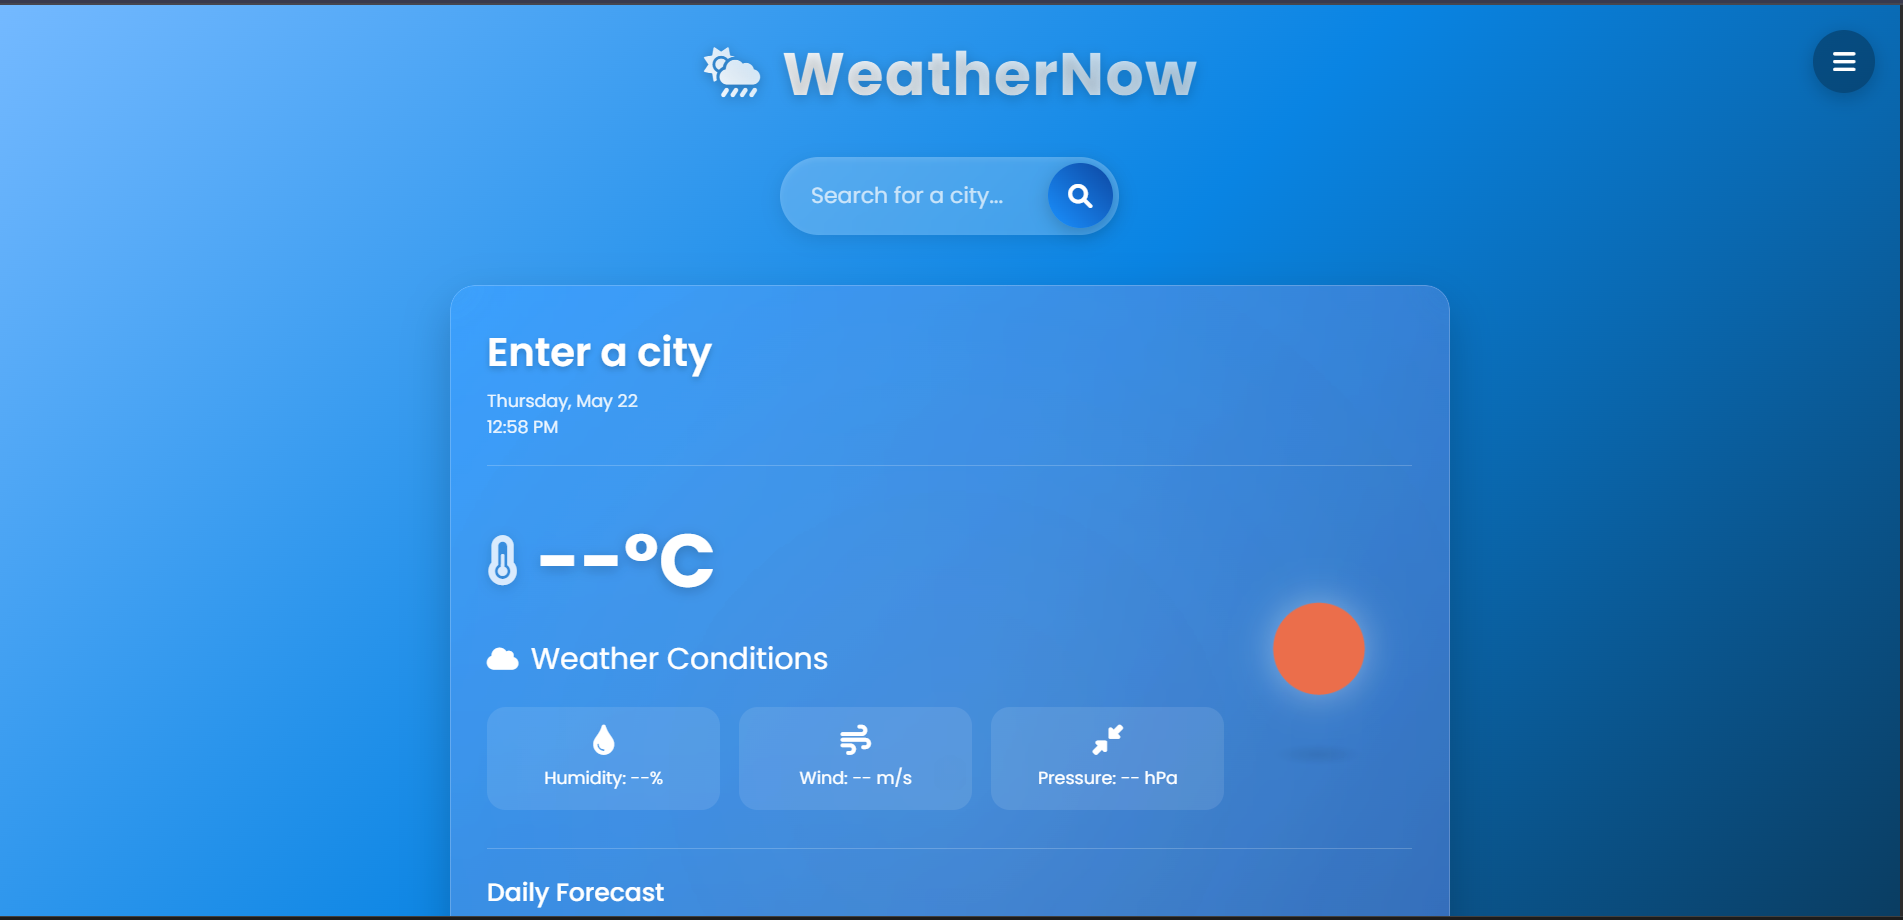 WeatherNow
Search for a city...
Enter a city
Thursday, May 22
12:58 PM
--°C
Weather Conditions
Humidity: --%
Wind: -- m/s
Pressure: -- hPa
Daily Forecast